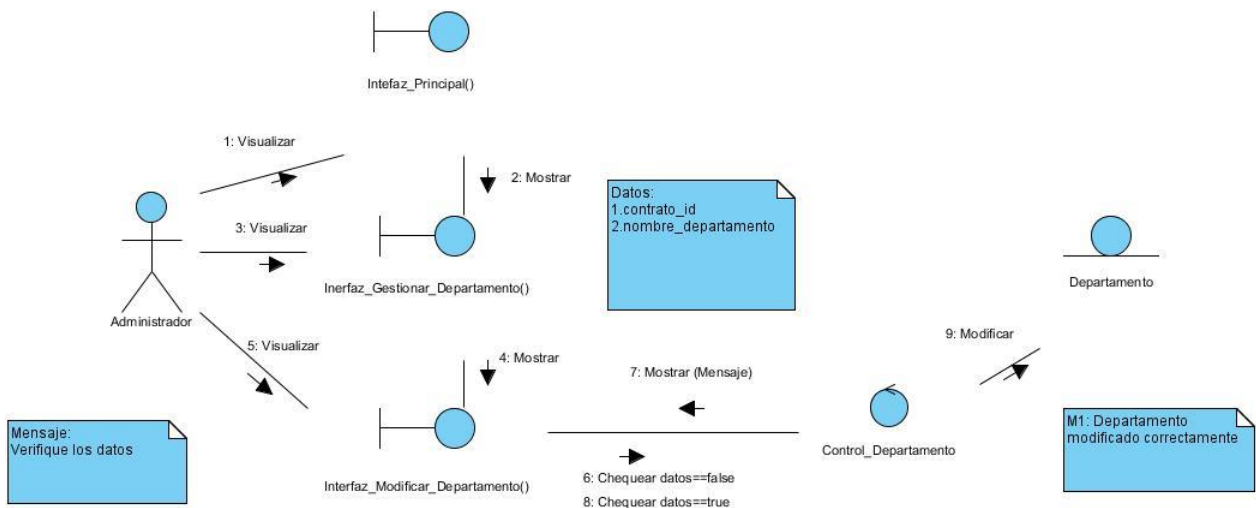 Intefaz_Principal()
1: Visualizar
2: Mostrar
Datos:
1.contrato_id
2.nombre_departamento
3: Visualizar
Inerfaz_Gestionar_Departamento()
Departamento
Administrador
5: Visualizar
4: Mostrar
7: Mostrar (Mensaje)
9: Modificar
Mensaje:
Verifique los datos
Interfaz_Modificar_Departamento()
6: Chequear datos==false
8: Chequear datos==true
Control_Departamento
M1: Departamento
modificado correctamente